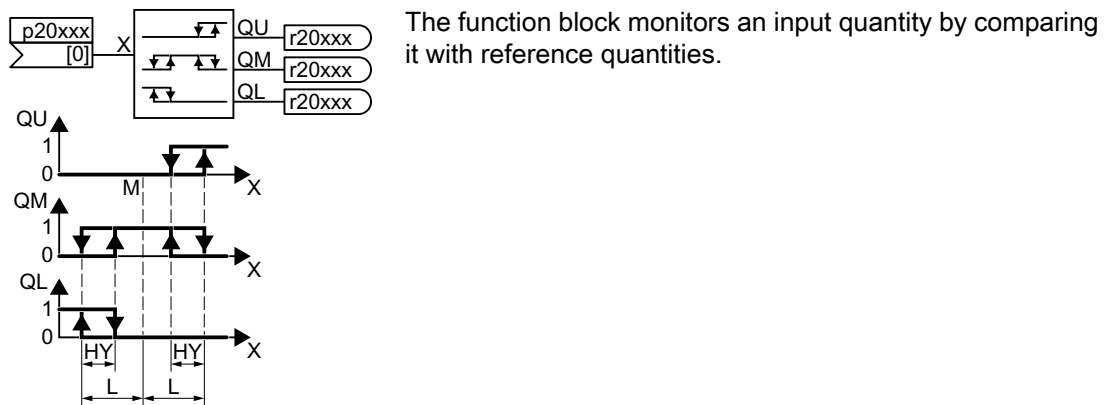 The function block monitors an input quantity by comparing
it with reference quantities.
p20xxx
[0]
X
QU
r20xxx
QM
r20xxx
QL
r20xxx
QU
1
0
M
X
QM
1
0
X
QL
1
0
X
HY
HY
L
L